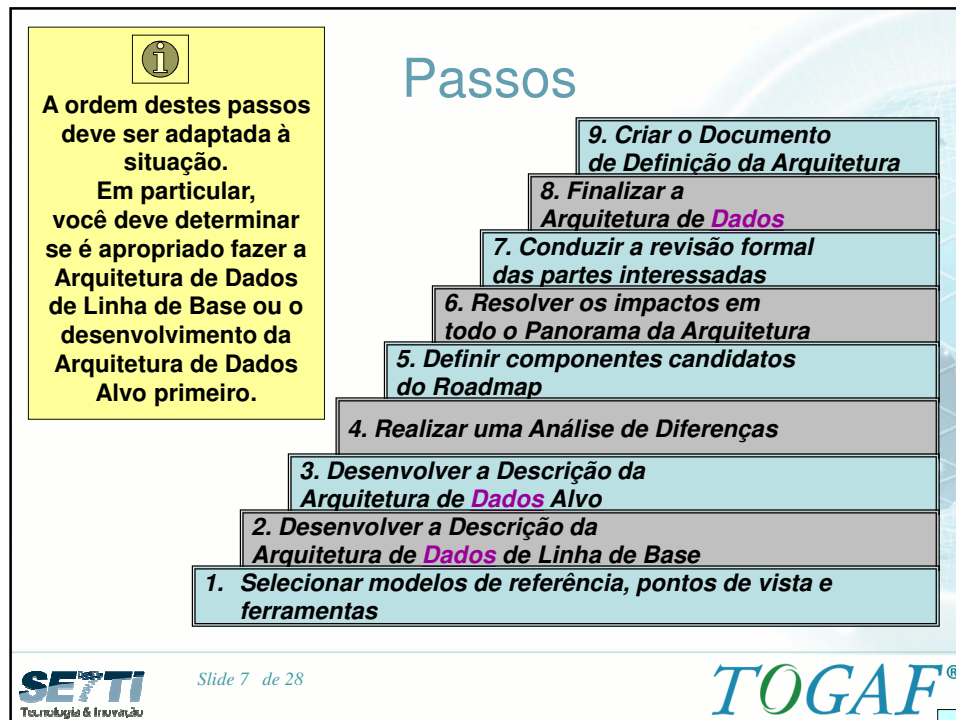 A ordem destes passos
deve ser adaptada à
situação.
Em particular,
você deve determinar
se é apropriado fazer a
Arquitetura de Dados
de Linha de Base ou o
desenvolvimento da
Arquitetura de Dados
Alvo primeiro.
Passos
9. Criar o Documento
de Definição da Arquitetura
8. Finalizar a
Arquitetura de Dados
7. Conduzir a revisão formal
das partes interessadas
6. Resolver os impactos em
todo o Panorama da Arquitetura
5. Definir componentes candidatos
do Roadmap
4. Realizar uma Análise de Diferenças
3. Desenvolver a Descrição da
Arquitetura de Dados Alvo
2. Desenvolver a Descrição da
Arquitetura de Dados de Linha de Base
1. Selecionar modelos de referência, pontos de vista e
ferramentas
Tecnologia & Inovação
Slide 7 de 28
TOGAF®